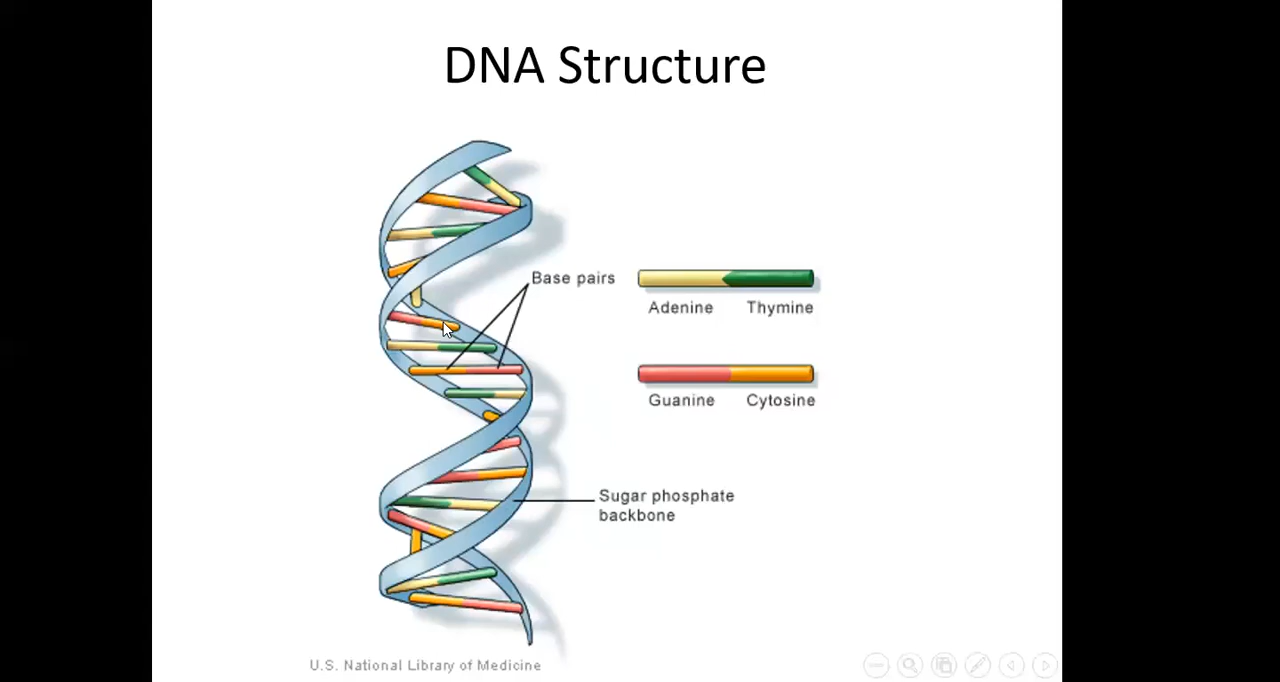 DNA Structure
Base pairs
Adenine Thymine
Guanine Cytosine
Sugar phosphate
backbone
U.S. National Library of Medicine